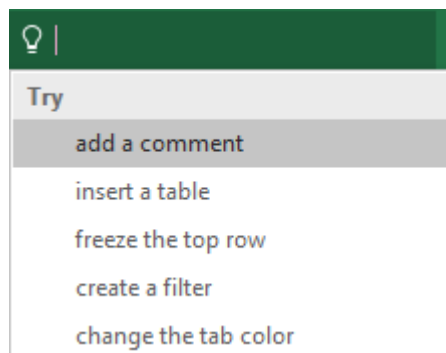 Try
add a comment
insert a table
freeze the top row
create a filter
change the tab color